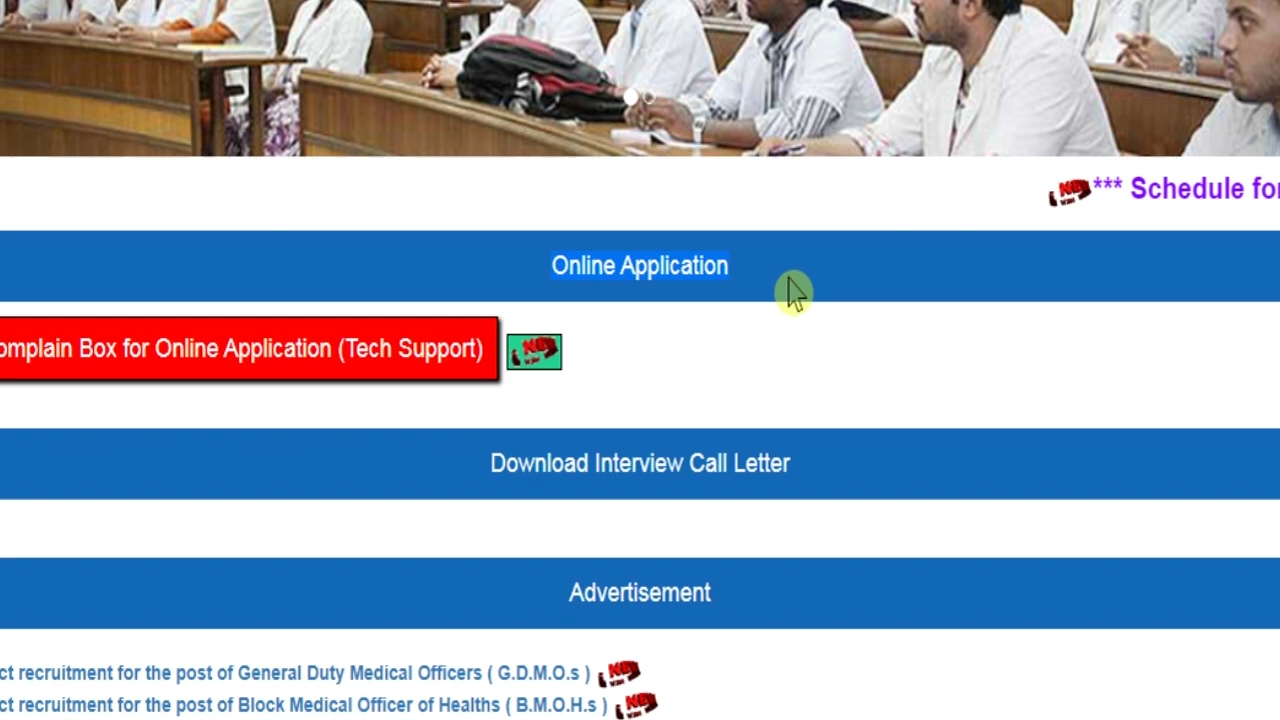 *** Schedule for
Online Application
omplain Box for Online Application (Tech Support)
Download Interview Call Letter
Advertisement
ct recruitment for the post of General Duty Medical Officers ( G.D.M.O.s )
ct recruitment for the post of Block Medical Officer of Healths ( B.M.O.H.s )